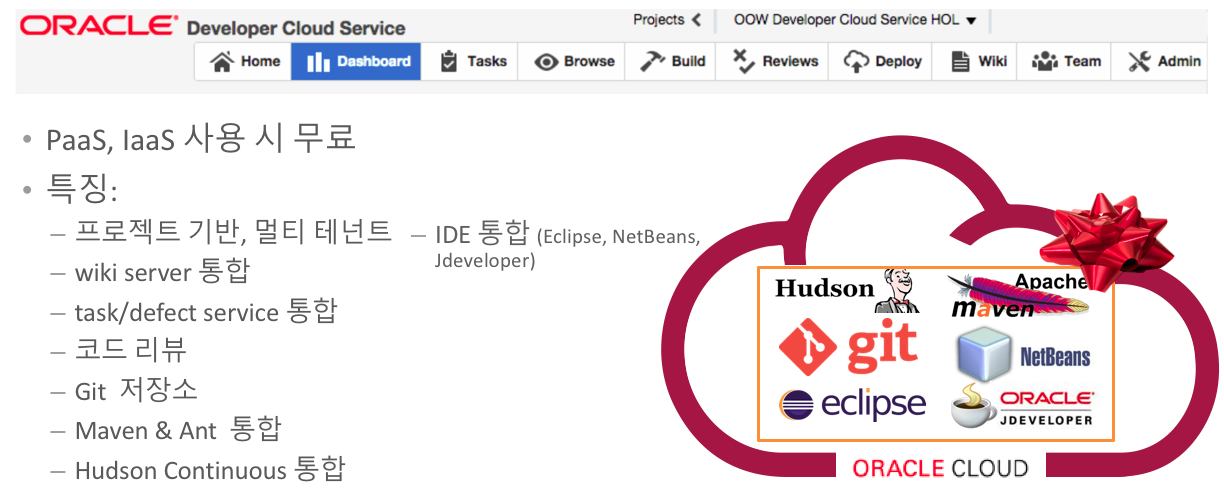 ORACLE Developer Cloud Service
Projects OOW Developer Cloud Service HOL
Home Dashboard Tasks Browse Build Reviews Deploy Wiki Team Admin
• PaaS, IaaS 사용 시 무료
• 특징:
– 프로젝트 기반, 멀티 테넌트
– wiki server 통합
– task/defect service 통합
– 코드 리뷰
– Git 저장소
– Maven & Ant 통합
– Hudson Continuous 통합
– IDE 통합 (Eclipse, NetBeans,
Jdeveloper)
Hudson
Apache
maven
git
NetBeans
eclipse
ORACLE
JDEVELOPER
ORACLE CLOUD